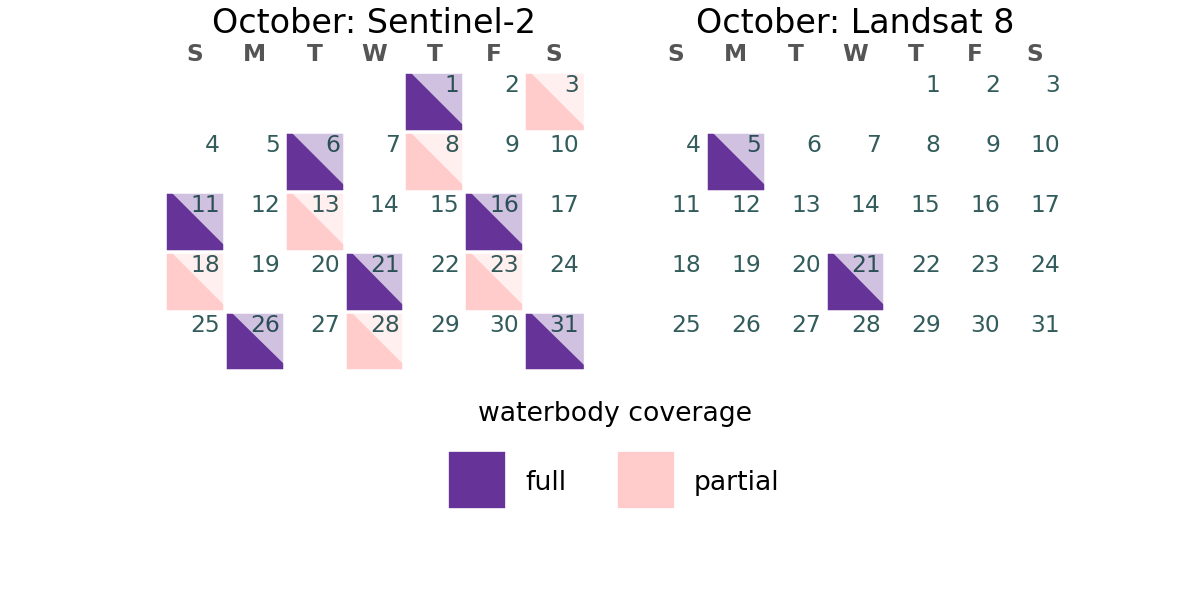 October: Sentinel-2
S M T W T F S
1 2 3
4 5 6 7 8 9 10
11 12 13 14 15 16 17
18 19 20 21 22 23 24
25 26 27 28 29 30 31
October: Landsat 8
S M T W T F S
1 2 3
4 5 6 7 8 9 10
11 12 13 14 15 16 17
18 19 20 21 22 23 24
25 26 27 28 29 30 31
waterbody coverage
full
partial